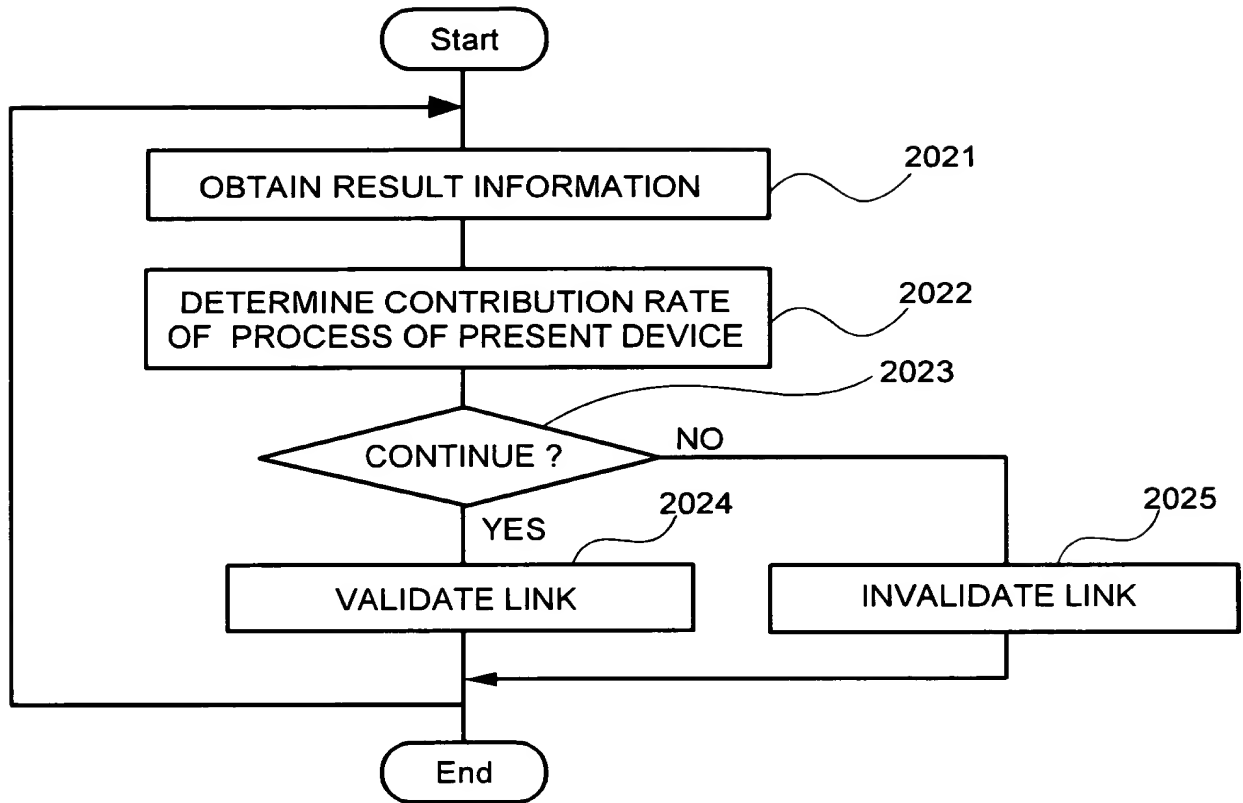 Start
OBTAIN RESULT INFORMATION
2021
DETERMINE CONTRIBUTION RATE
OF PROCESS OF PRESENT DEVICE
2022
2023
CONTINUE ?
NO
YES
2024
2025
VALIDATE LINK
INVALIDATE LINK
End